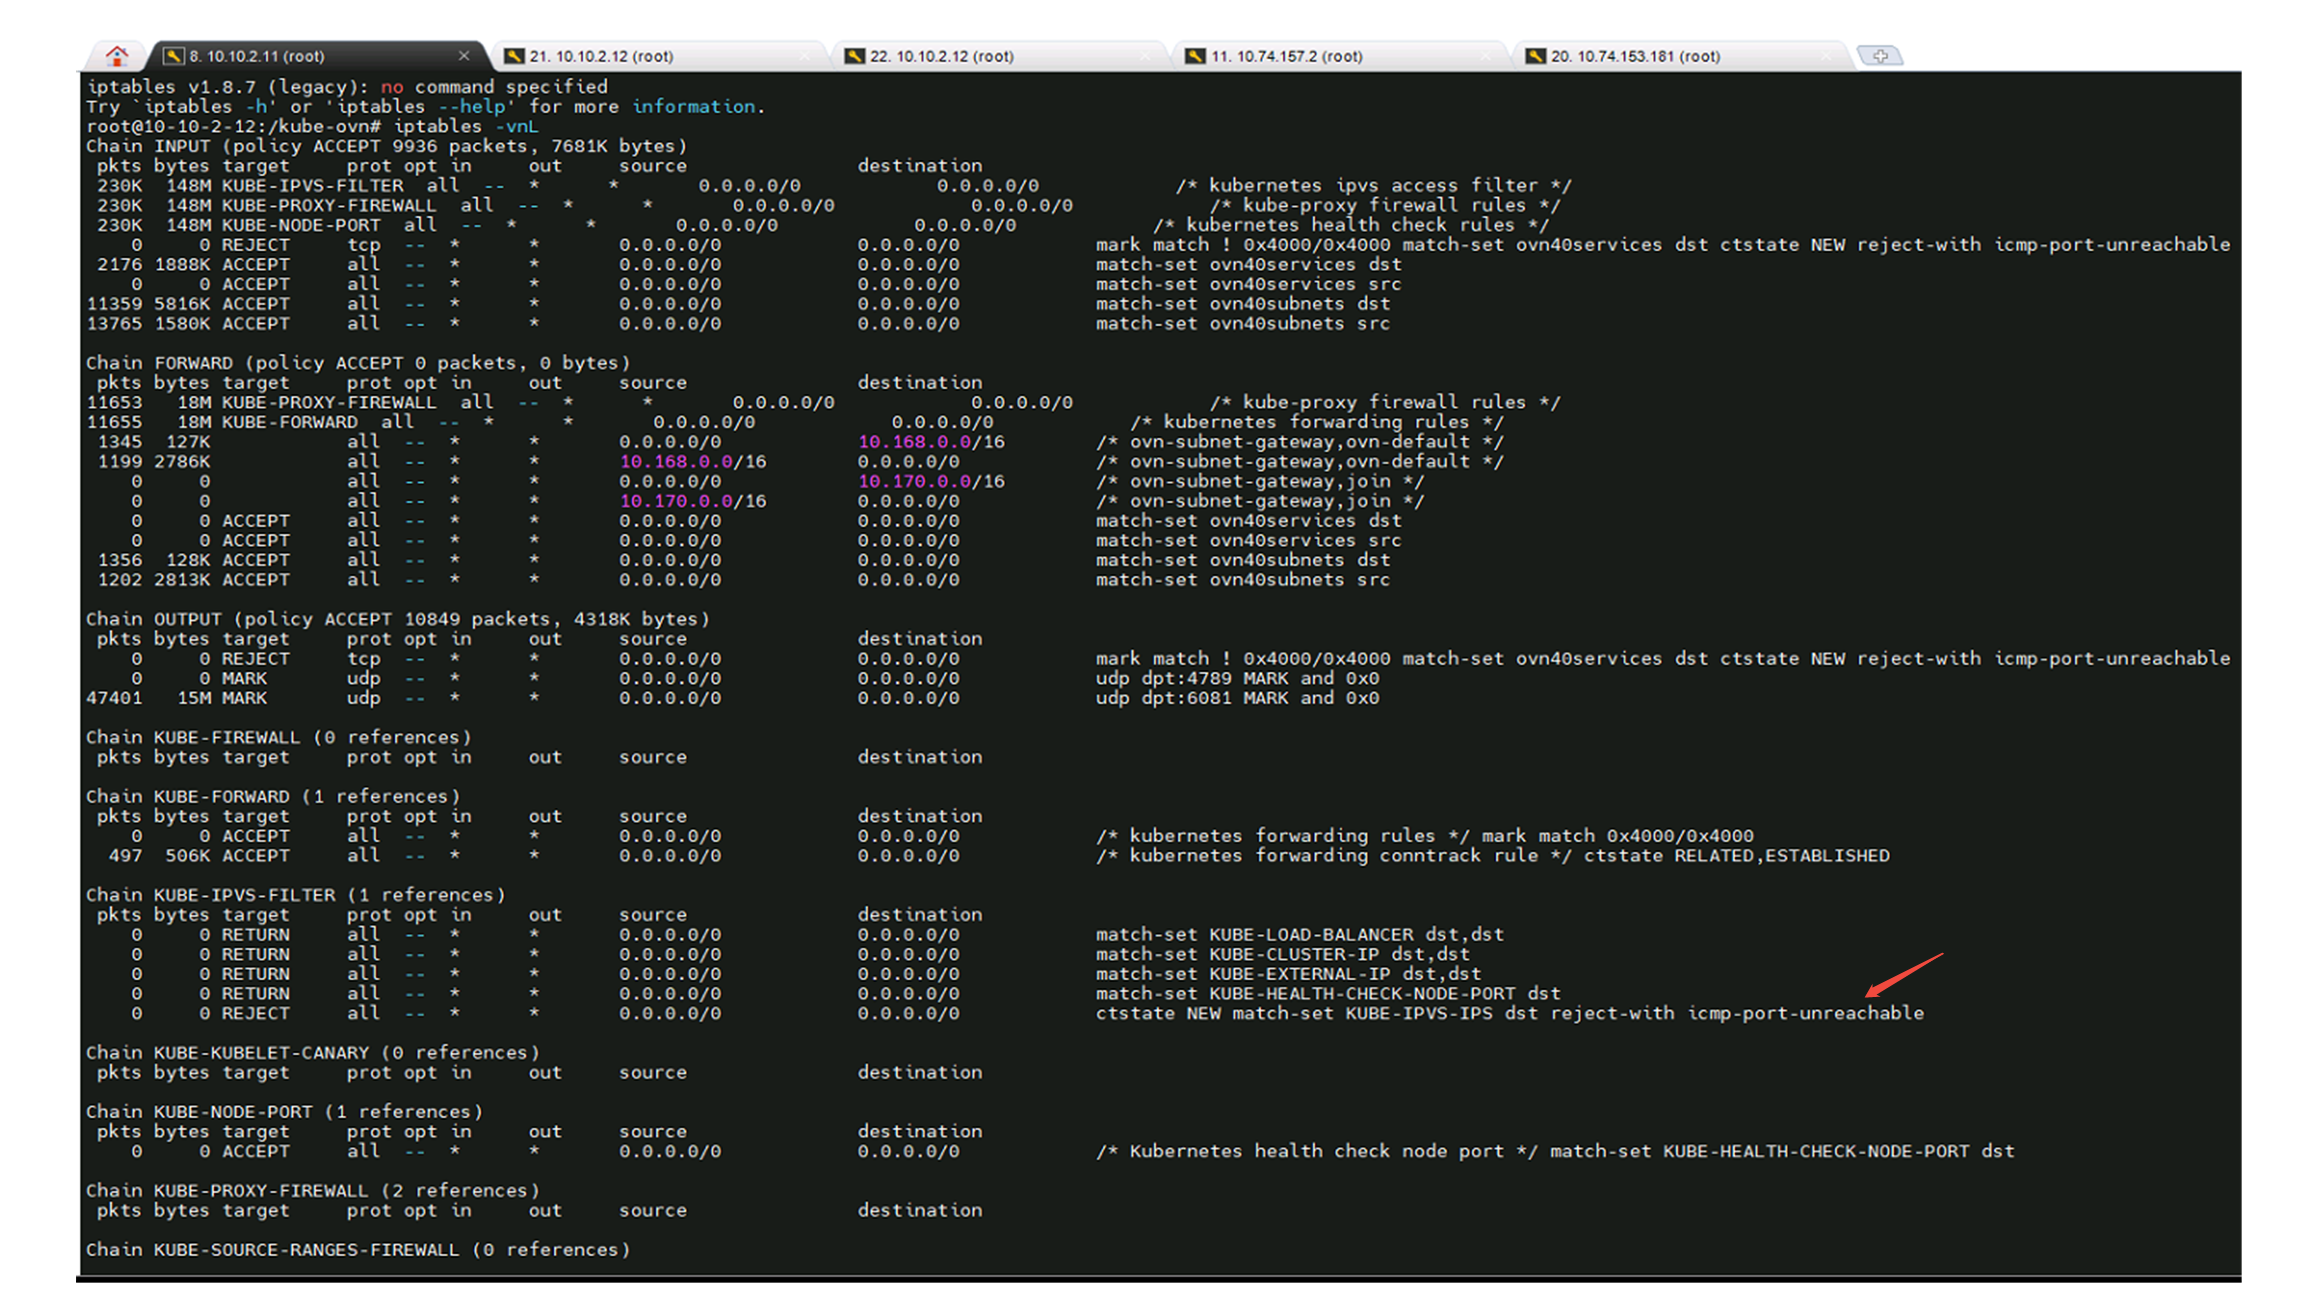 8. 10.10.2.11 (root) 21. 10.10.2.12 (root) 22. 10.10.2.12 (root) 11. 10.74.157.2 (root) 20. 10.74.153.181 (root)
iptables v1.8.7 (legacy): no command specified
Try `iptables -h' or 'iptables --help' for more information.
root@10-10-2-12:/kube-ovn# iptables -vnL
Chain INPUT (policy ACCEPT 9936 packets, 7681K bytes)
pkts bytes target prot opt in out source destination
230K 148M KUBE-IPVS-FILTER all -- * * 0.0.0.0/0 0.0.0.0/0 /* kubernetes ipvs access filter */
230K 148M KUBE-PROXY-FIREWALL all -- * * 0.0.0.0/0 0.0.0.0/0 /* kube-proxy firewall rules */
230K 148M KUBE-NODE-PORT all -- * * 0.0.0.0/0 0.0.0.0/0 /* kubernetes health check rules */
0 0 REJECT tcp -- * * 0.0.0.0/0 0.0.0.0/0 mark match ! 0x4000/0x4000 match-set ovn40services dst ctstate NEW reject-with icmp-port-unreachable
2176 1888K ACCEPT all -- * * 0.0.0.0/0 0.0.0.0/0 match-set ovn40services dst
0 0 ACCEPT all -- * * 0.0.0.0/0 0.0.0.0/0 match-set ovn40services src
11359 5816K ACCEPT all -- * * 0.0.0.0/0 0.0.0.0/0 match-set ovn40subnets dst
13765 1580K ACCEPT all -- * * 0.0.0.0/0 0.0.0.0/0 match-set ovn40subnets src
Chain FORWARD (policy ACCEPT 0 packets, 0 bytes)
pkts bytes target prot opt in out source destination
11653 18M KUBE-PROXY-FIREWALL all -- * * 0.0.0.0/0 0.0.0.0/0 /* kube-proxy firewall rules */
11655 18M KUBE-FORWARD all -- * * 0.0.0.0/0 0.0.0.0/0 /* kubernetes forwarding rules */
1345 127K all -- * * 0.0.0.0/0 10.168.0.0/16 /* ovn-subnet-gateway,ovn-default */
1199 2786K all -- * * 10.168.0.0/16 0.0.0.0/0 /* ovn-subnet-gateway,ovn-default */
0 0 all -- * * 0.0.0.0/0 10.170.0.0/16 /* ovn-subnet-gateway,join */
0 0 all -- * * 10.170.0.0/16 0.0.0.0/0 /* ovn-subnet-gateway,join */
0 0 ACCEPT all -- * * 0.0.0.0/0 0.0.0.0/0 match-set ovn40services dst
0 0 ACCEPT all -- * * 0.0.0.0/0 0.0.0.0/0 match-set ovn40services src
1356 128K ACCEPT all -- * * 0.0.0.0/0 0.0.0.0/0 match-set ovn40subnets dst
1202 2813K ACCEPT all -- * * 0.0.0.0/0 0.0.0.0/0 match-set ovn40subnets src
Chain OUTPUT (policy ACCEPT 10849 packets, 4318K bytes)
pkts bytes target prot opt in out source destination
0 0 REJECT tcp -- * * 0.0.0.0/0 0.0.0.0/0 mark match ! 0x4000/0x4000 match-set ovn40services dst ctstate NEW reject-with icmp-port-unreachable
0 0 MARK udp -- * * 0.0.0.0/0 0.0.0.0/0 udp dpt:4789 MARK and 0x0
47401 15M MARK udp -- * * 0.0.0.0/0 0.0.0.0/0 udp dpt:6081 MARK and 0x0
Chain KUBE-FIREWALL (0 references)
pkts bytes target prot opt in out source destination
Chain KUBE-FORWARD (1 references)
pkts bytes target prot opt in out source destination
0 0 ACCEPT all -- * * 0.0.0.0/0 0.0.0.0/0 /* kubernetes forwarding rules */ mark match 0x4000/0x4000
497 506K ACCEPT all -- * * 0.0.0.0/0 0.0.0.0/0 /* kubernetes forwarding conntrack rule */ ctstate RELATED,ESTABLISHED
Chain KUBE-IPVS-FILTER (1 references)
pkts bytes target prot opt in out source destination
0 0 RETURN all -- * * 0.0.0.0/0 0.0.0.0/0 match-set KUBE-LOAD-BALANCER dst,dst
0 0 RETURN all -- * * 0.0.0.0/0 0.0.0.0/0 match-set KUBE-CLUSTER-IP dst,dst
0 0 RETURN all -- * * 0.0.0.0/0 0.0.0.0/0 match-set KUBE-EXTERNAL-IP dst,dst
0 0 RETURN all -- * * 0.0.0.0/0 0.0.0.0/0 match-set KUBE-HEALTH-CHECK-NODE-PORT dst
0 0 REJECT all -- * * 0.0.0.0/0 0.0.0.0/0 ctstate NEW match-set KUBE-IPVS-IPS dst reject-with icmp-port-unreachable
Chain KUBE-KUBELET-CANARY (0 references)
pkts bytes target prot opt in out source destination
Chain KUBE-NODE-PORT (1 references)
pkts bytes target prot opt in out source destination
0 0 ACCEPT all -- * * 0.0.0.0/0 0.0.0.0/0 /* Kubernetes health check node port */ match-set KUBE-HEALTH-CHECK-NODE-PORT dst
Chain KUBE-PROXY-FIREWALL (2 references)
pkts bytes target prot opt in out source destination
Chain KUBE-SOURCE-RANGES-FIREWALL (0 references)